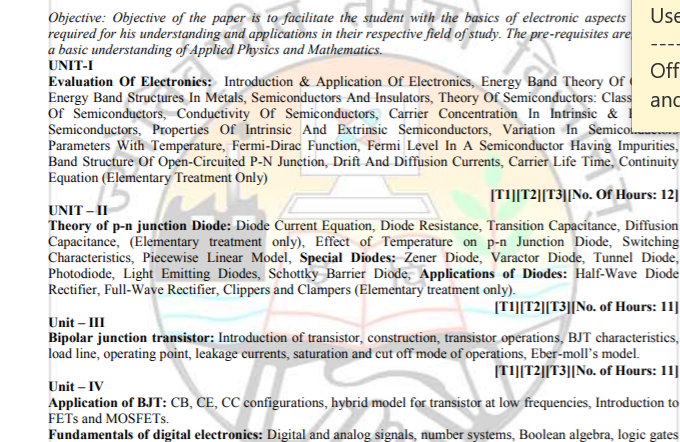 Objective: Objective of the paper is to facilitate the student with the basics of electronic aspects
required for his understanding and applications in their respective field of study. The pre-requisites are
a basic understanding of Applied Physics and Mathematics.
UNIT-I
Evaluation Of Electronics: Introduction & Application Of Electronics, Energy Band Theory Of
Energy Band Structures In Metals, Semiconductors And Insulators, Theory Of Semiconductors: Class
Of Semiconductors, Conductivity Of Semiconductors, Carrier Concentration In Intrinsic &
Semiconductors, Properties Of Intrinsic And Extrinsic Semiconductors, Variation In Semiconductors
Parameters With Temperature, Fermi-Dirac Function, Fermi Level In A Semiconductor Having Impurities,
Band Structure Of Open-Circuited P-N Junction, Drift And Diffusion Currents, Carrier Life Time, Continuity
Equation (Elementary Treatment Only)
[T1][T2][T3][No. Of Hours: 12]
UNIT – II
Theory of p-n junction Diode: Diode Current Equation, Diode Resistance, Transition Capacitance, Diffusion
Capacitance, (Elementary treatment only), Effect of Temperature on p-n Junction Diode, Switching
Characteristics, Piecewise Linear Model, Special Diodes: Zener Diode, Varactor Diode, Tunnel Diode,
Photodiode, Light Emitting Diodes, Schottky Barrier Diode, Applications of Diodes: Half-Wave Diode
Rectifier, Full-Wave Rectifier, Clippers and Clampers (Elementary treatment only).
[T1][T2][T3][No. of Hours: 11]
Unit – III
Bipolar junction transistor: Introduction of transistor, construction, transistor operations, BJT characteristics,
load line, operating point, leakage currents, saturation and cut off mode of operations, Eber-moll's model.
[T1][T2][T3][No. of Hours: 11]
Unit – IV
Application of BJT: CB, CE, CC configurations, hybrid model for transistor at low frequencies, Introduction to
FETs and MOSFETs.
Fundamentals of digital electronics: Digital and analog signals, number systems, Boolean algebra, logic gates
Use
----
Off
and